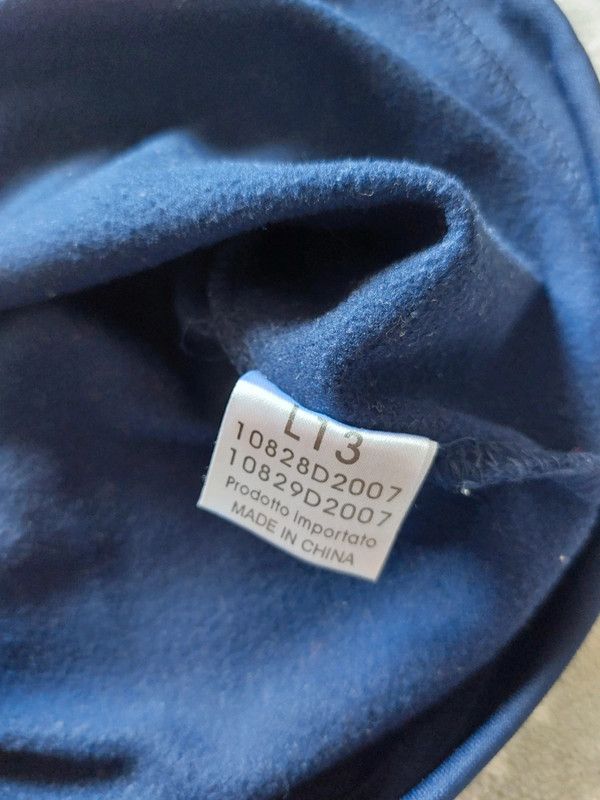 L13
10828D2007
10829D2007
Prodotto Importato
MADE IN CHINA